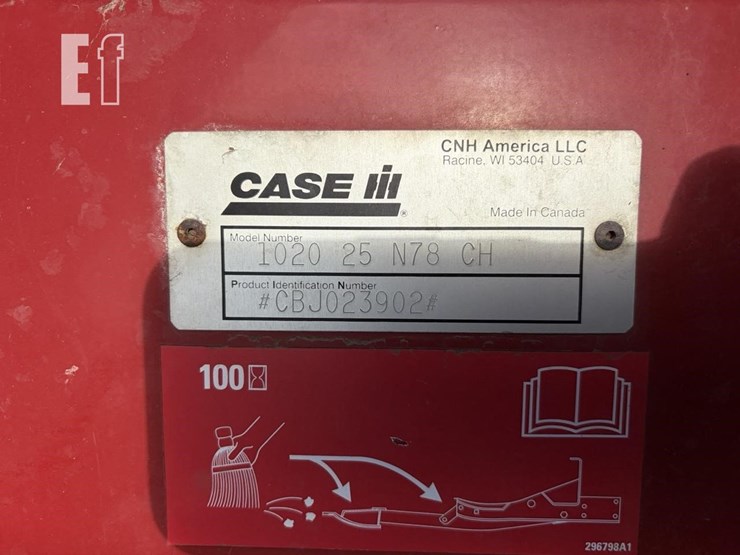 Ef
CNH America LLC
Racine, WI 53404 U.S.A
CASE IH
®
Made In Canada
Model Number
1020 25 N78 CH
Product Identification Number
#CBJ023902#
100
296798A1